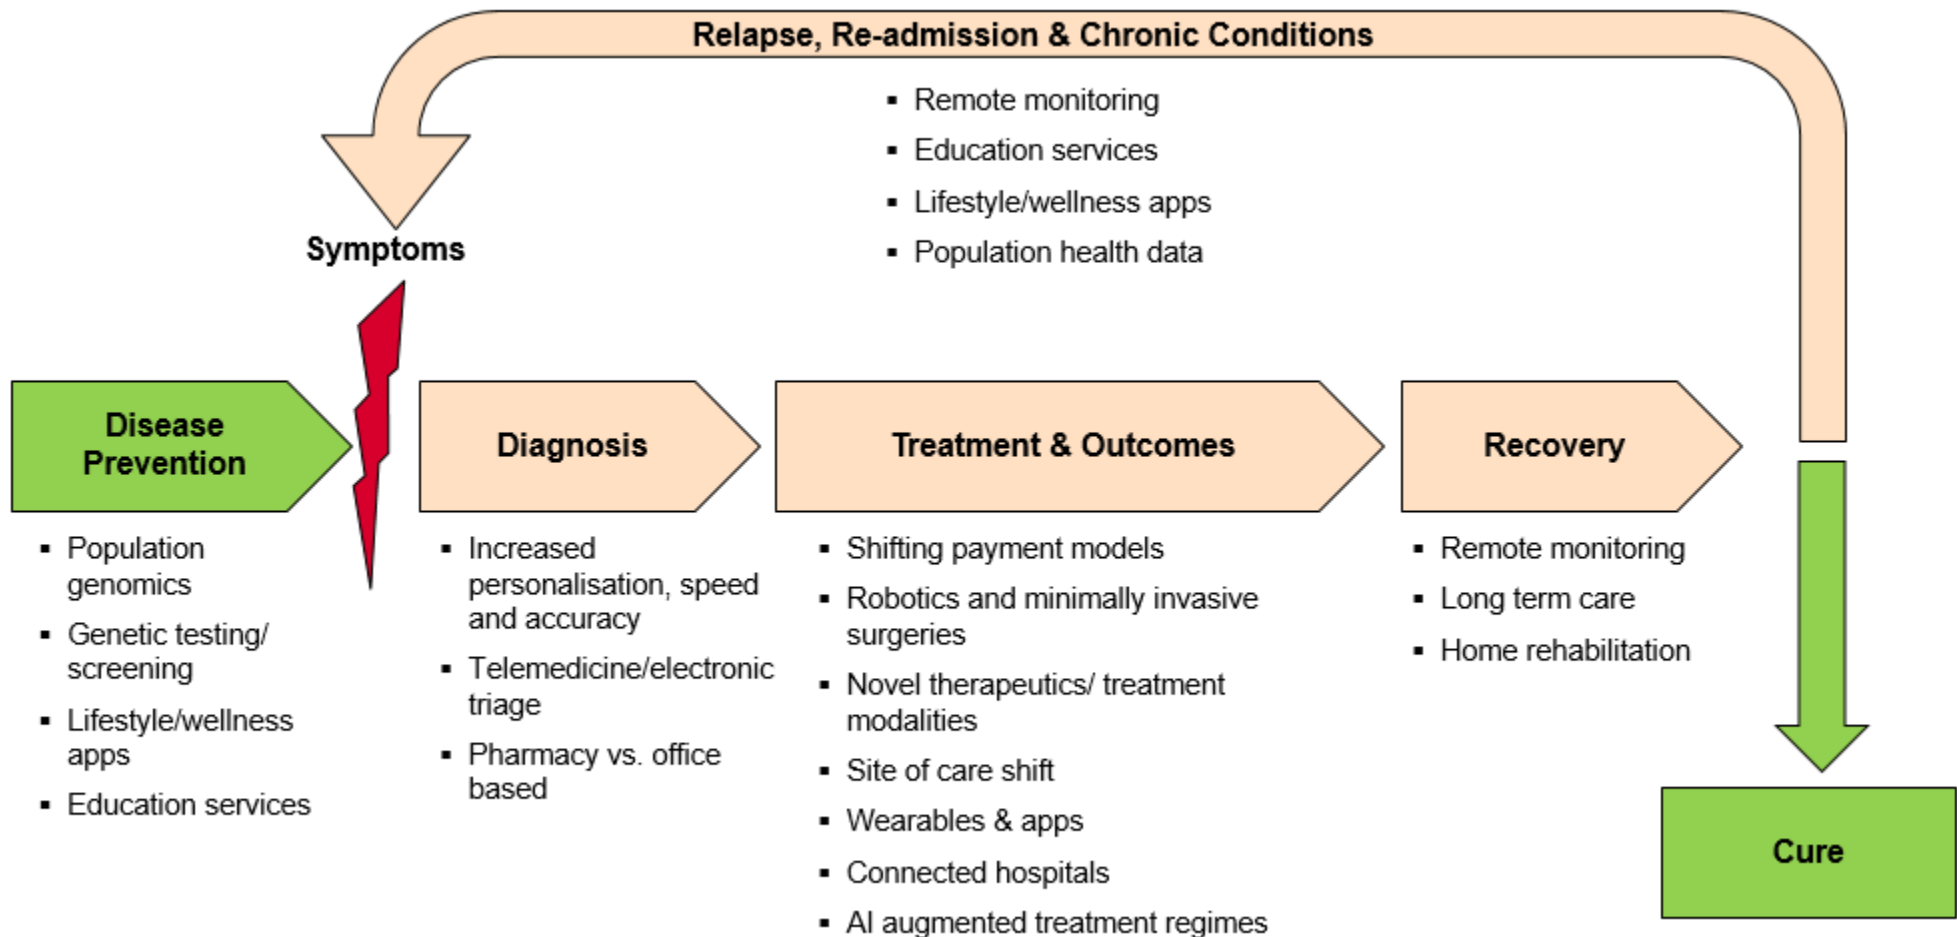 Relapse, Re-admission & Chronic Conditions
▪ Remote monitoring
▪ Education services
▪ Lifestyle/wellness apps
▪ Population health data
Symptoms
Disease
Prevention
▪ Population
genomics
▪ Genetic testing/
screening
▪ Lifestyle/wellness
apps
▪ Education services
Diagnosis
▪ Increased
personalisation, speed
and accuracy
▪ Telemedicine/electronic
triage
▪ Pharmacy vs. office
based
Treatment & Outcomes
▪ Shifting payment models
▪ Robotics and minimally invasive
surgeries
▪ Novel therapeutics/ treatment
modalities
▪ Site of care shift
▪ Wearables & apps
▪ Connected hospitals
▪ AI augmented treatment regimes
Recovery
▪ Remote monitoring
▪ Long term care
▪ Home rehabilitation
Cure